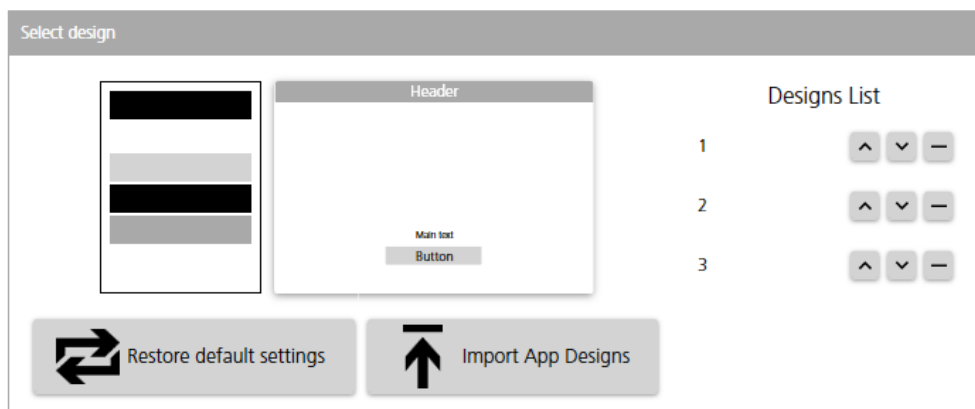 Select design
Header
Main text
Button
Designs List
1
2
3
Restore default settings
Import App Designs